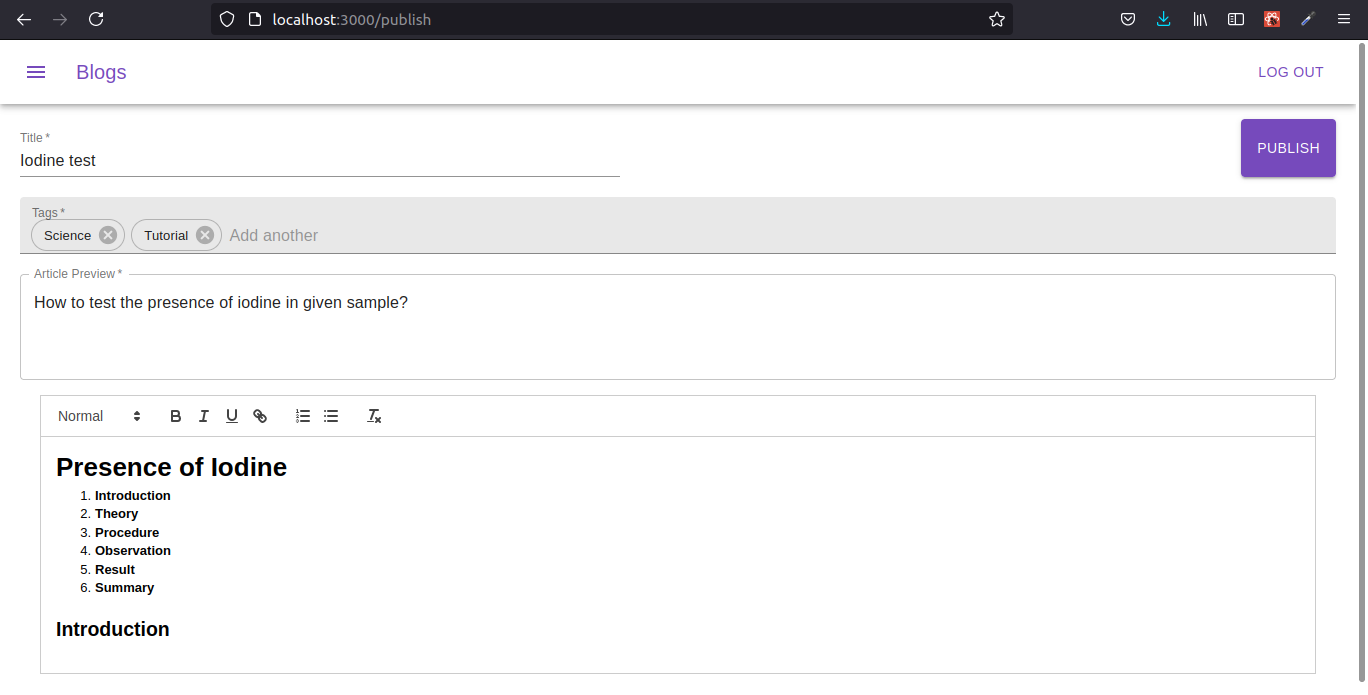 localhost:3000/publish
Blogs
LOG OUT
Title *
Iodine test
PUBLISH
Tags *
Science Tutorial Add another
Article Preview *
How to test the presence of iodine in given sample?
Normal B I U
Presence of Iodine
1. Introduction
2. Theory
3. Procedure
4. Observation
5. Result
6. Summary
Introduction